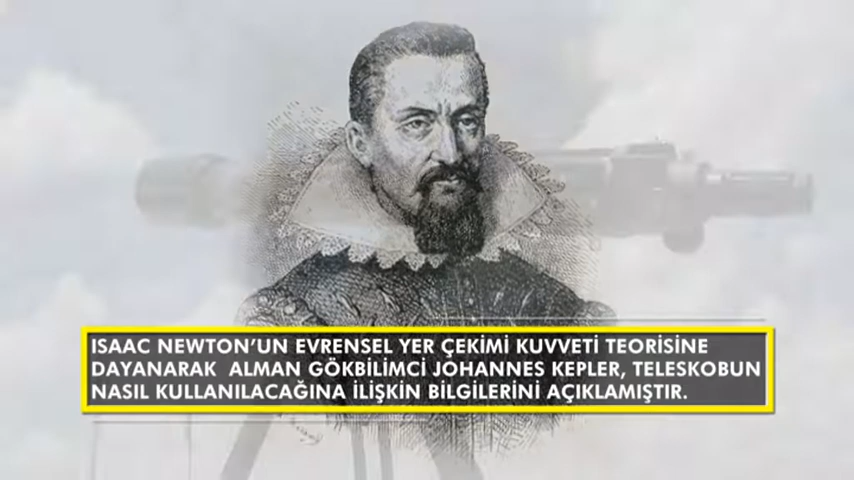 ISAAC NEWTON'UN EVRENSEL YER ÇEKİMİ KUVVETİ TEORİSİNE
DAYANARAK ALMAN GÖKBİLİMCİ JOHANNES KEPLER, TELESKOBUN
NASIL KULLANILACAĞINA İLİŞKİN BİLGİLERİNİ AÇIKLAMIŞTIR.